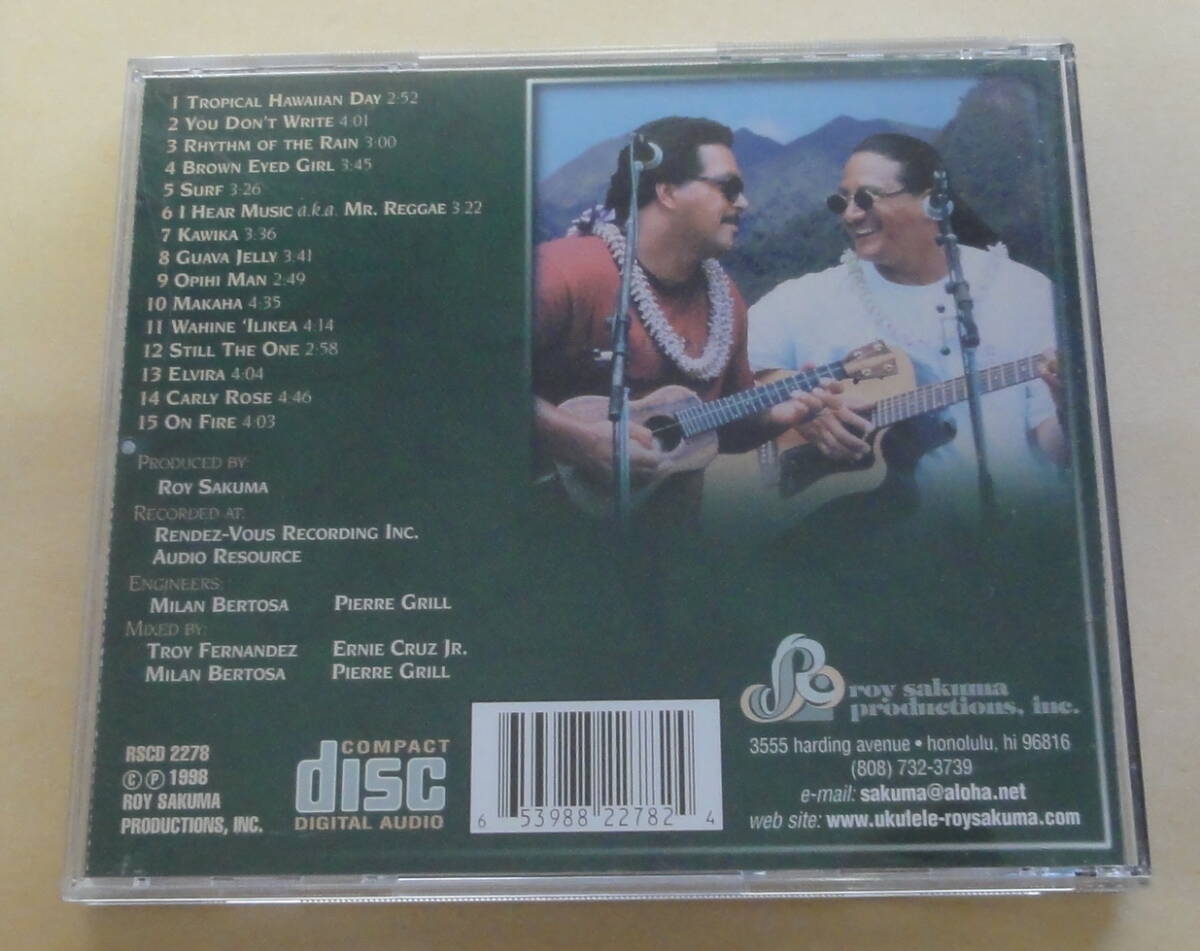 1 TROPICAL HAWAIIAN DAY 2:52
2 YOU DON'T WRITE 4:01
3 RHYTHM OF THE RAIN 3:00
4 BROWN EYED GIRL 3:45
5 SURF 3:26
6 I HEAR MUSIC a.k.a. MR. REGGAE 3:22
7 KAWIKA 3:36
8 GUAVA JELLY 3:41
9 OPIHI MAN 2:49
10 MAKAHA 4:35
11 WAHINE 'ILIKEA 4:14
12 STILL THE ONE 2:58
13 ELVIRA 4:04
14 CARLY ROSE 4:46
15 ON FIRE 4:03
PRODUCED BY:
ROY SAKUMA
RECORDED AT:
RENDEZ-VOUS RECORDING INC.
AUDIO RESOURCE
ENGINEERS:
MILAN BERTOSA PIERRE GRILL
MIXED BY:
TROY FERNANDEZ ERNIE CRUZ JR.
MILAN BERTOSA PIERRE GRILL
RSCD 2278
© ℗ 1998
ROY SAKUMA
PRODUCTIONS, INC.
COMPACT
disc
DIGITAL AUDIO
6 53988 22782 4
roy sakuma
productions, inc.
3555 harding avenue • honolulu, hi 96816
(808) 732-3739
e-mail: sakuma@aloha.net
web site: www.ukulele-roysakuma.com